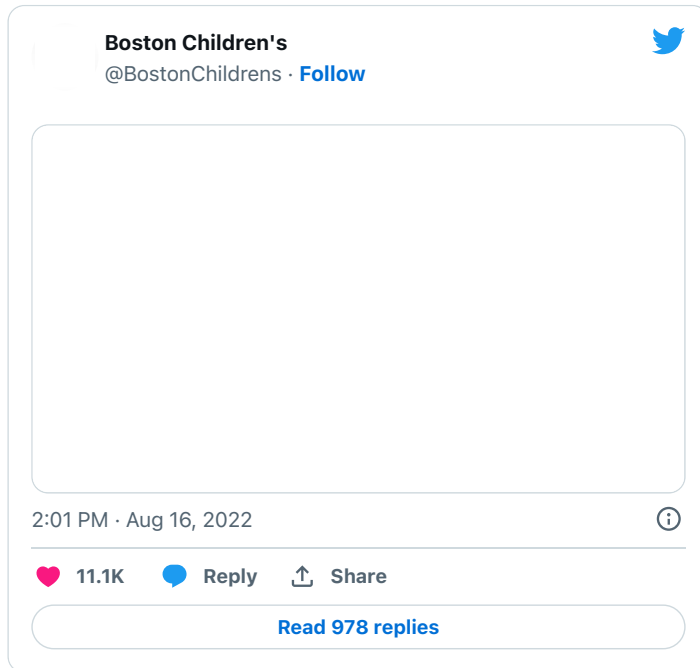 Boston Children's
@BostonChildrens · Follow
2:01 PM · Aug 16, 2022
11.1K Reply Share
Read 978 replies